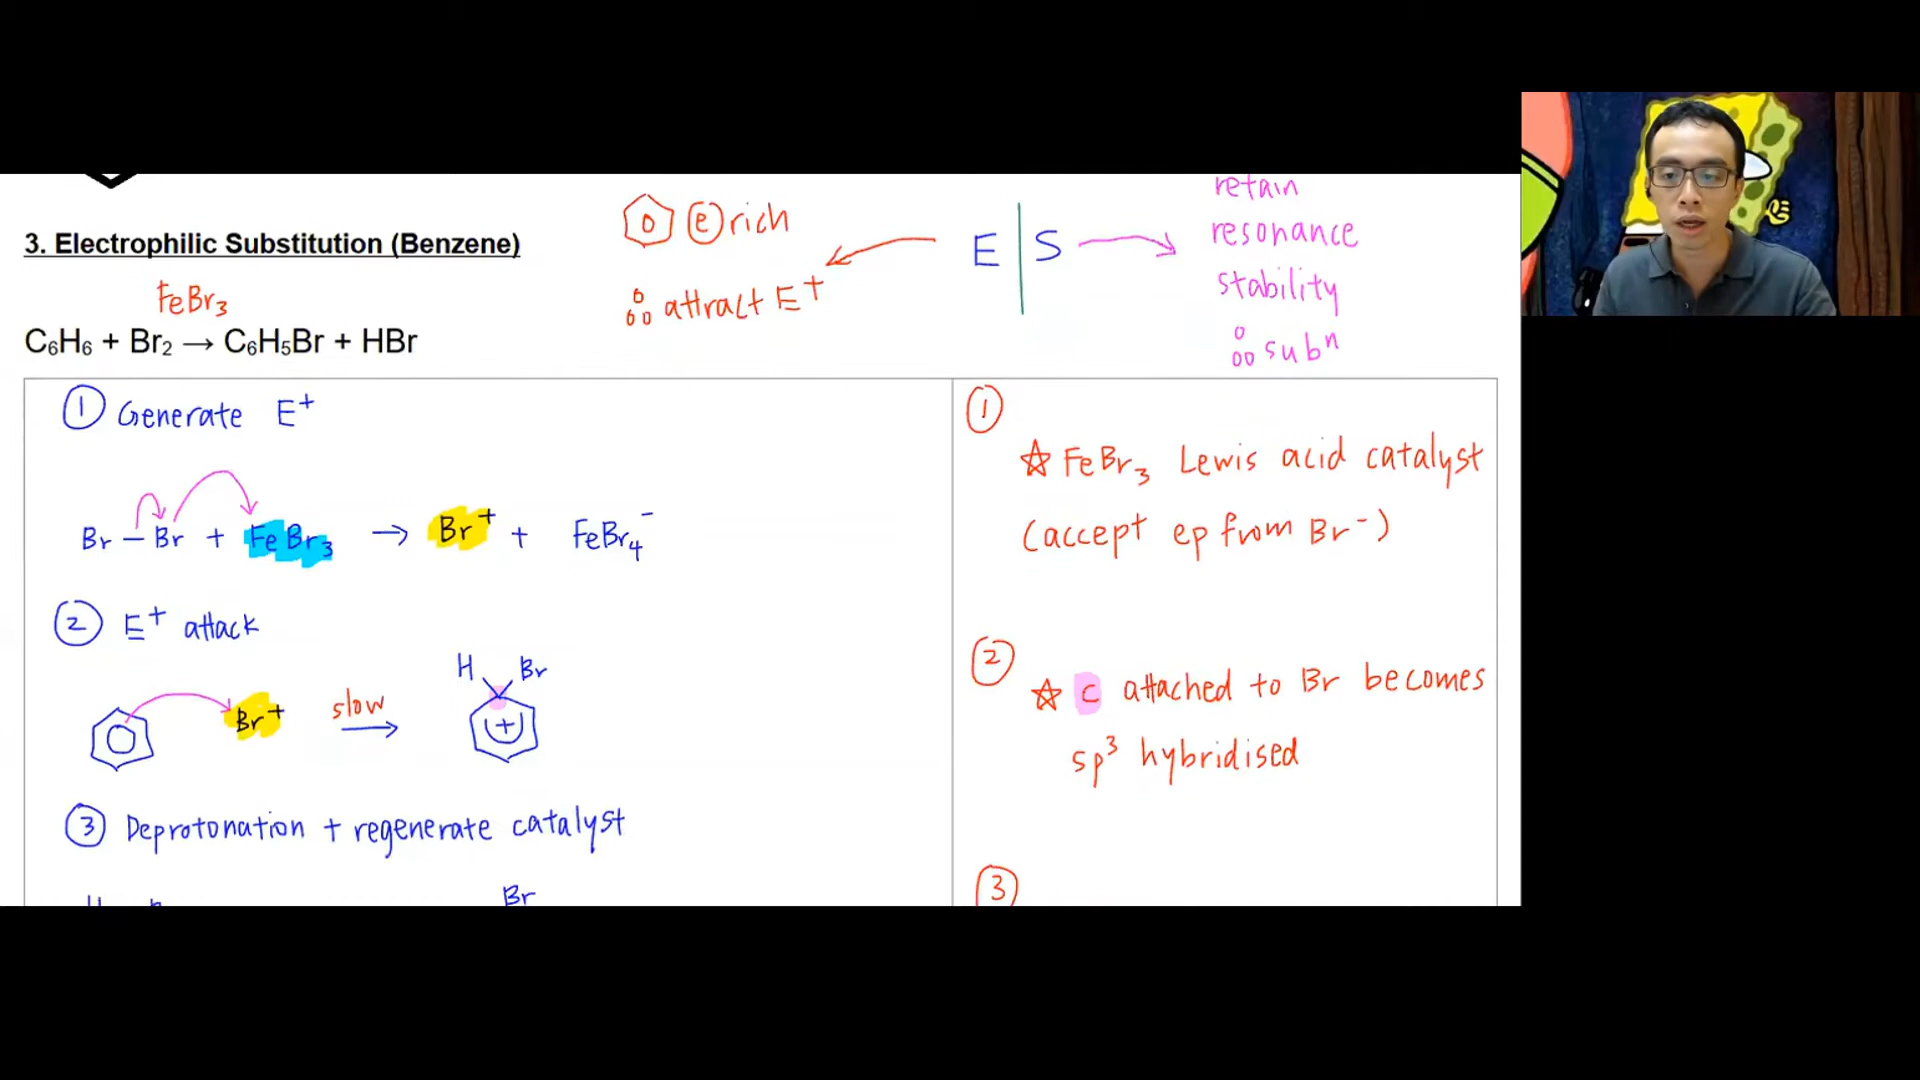 retain
e rich
E | S
resonance
3. Electrophilic Substitution (Benzene)
stability
FeBr3
∴ attract E+
∴ subn
C6H6 + Br2 → C6H5Br + HBr
① Generate E+
①
☆ FeBr3 Lewis acid catalyst
Br – Br + FeBr3 → Br+ + FeBr4–
(accept ep from Br–)
② E+ attack
②
H Br
☆ C attached to Br becomes
Br+ slow → +
sp3 hybridised
③ Deprotonation + regenerate catalyst
③
Br